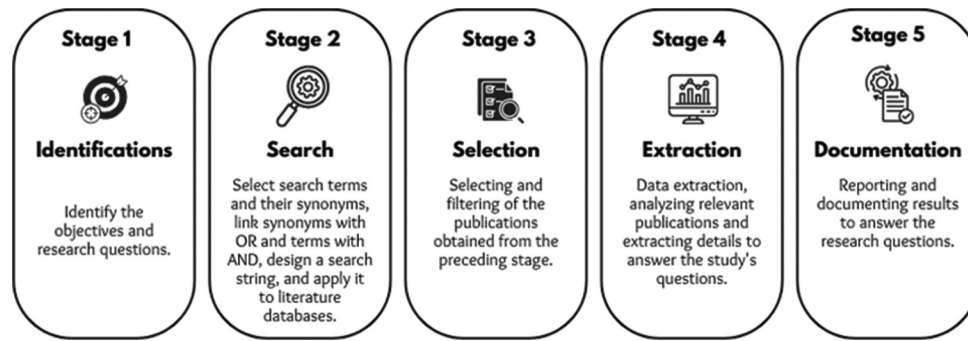 Stage 1
Identifications
Identify the
objectives and
research questions.
Stage 2
Search
Select search terms
and their synonyms,
link synonyms with
OR and terms with
AND, design a search
string, and apply it
to literature
databases.
Stage 3
Selection
Selecting and
filtering of the
publications
obtained from the
preceding stage.
Stage 4
Extraction
Data extraction,
analyzing relevant
publications and
extracting details to
answer the study's
questions.
Stage 5
Documentation
Reporting and
documenting results
to answer the
research questions.